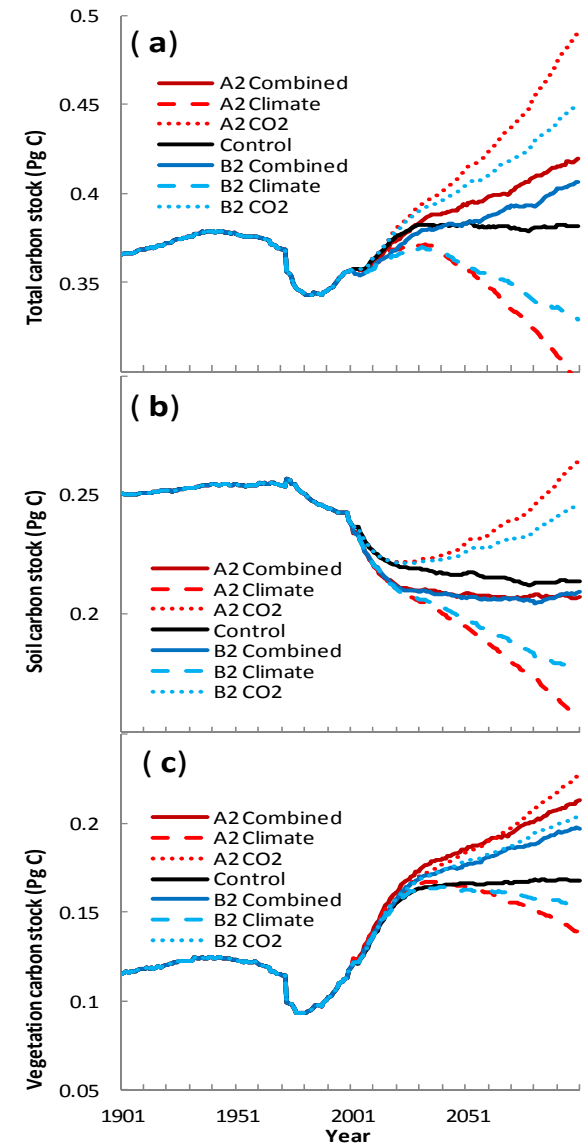 ( a )
0.5
0.45
0.4
0.35
Total carbon stock (Pg C)
A2 Combined
A2 Climate
A2 CO2
Control
B2 Combined
B2 Climate
B2 CO2
( b )
0.25
0.2
Soil carbon stock (Pg C)
A2 Combined
A2 Climate
A2 CO2
Control
B2 Combined
B2 Climate
B2 CO2
( c )
0.2
0.15
0.1
0.05
Vegetation carbon stock (Pg C)
A2 Combined
A2 Climate
A2 CO2
Control
B2 Combined
B2 Climate
B2 CO2
1901 1951 2001 2051
Year